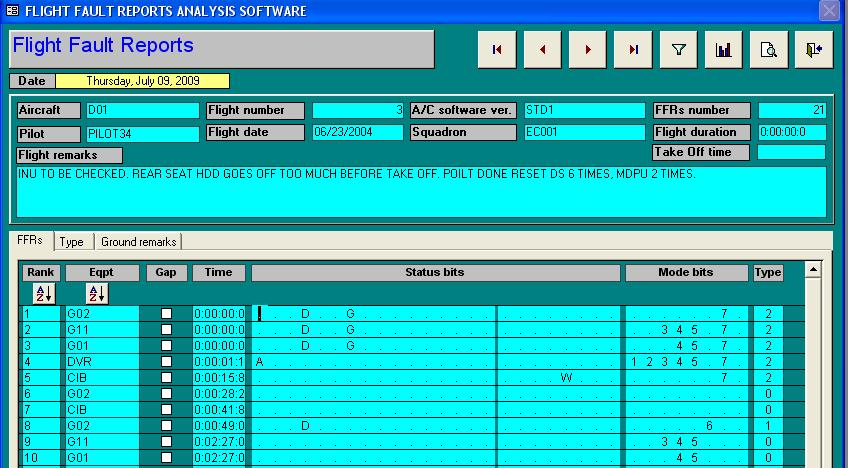 FLIGHT FAULT REPORTS ANALYSIS SOFTWARE
Flight Fault Reports
Date Thursday, July 09, 2009
Aircraft D01 Flight number 3 A/C software ver. STD1 FFRs number 21
Pilot PILOT34 Flight date 06/23/2004 Squadron EC001 Flight duration 0:00:00:0
Flight remarks Take Off time
INU TO BE CHECKED. REAR SEAT HDD GOES OFF TOO MUCH BEFORE TAKE OFF. POILT DONE RESET DS 6 TIMES, MDPU 2 TIMES.
FFRs Type Ground remarks
Rank Eqpt Gap Time Status bits Mode bits Type
1 G02 0:00:00:0 . . . D . . G . . . . . . . . . . . . . . . . . . . . . . . . . 7 . 2
2 G11 0:00:00:0 . . . D . . G . . . . . . . . . . . . . . . . . . . . . 3 4 5 . 7 . 2
3 G01 0:00:00:0 . . . D . . G . . . . . . . . . . . . . . . . . . . . . . 4 5 . 7 . 2
4 DVR 0:00:01:1 A . . . . . . . . . . . . . . . . . . . . . . . . . 1 2 3 4 5 . 7 . 2
5 CIB 0:00:15:8 . . . . . . . . . . . . . . . . . . . . W . . . . . . . . . . . 7 . 2
6 G02 0:00:28:2 . . . . . . . . . . . . . . . . . . . . . . . . . . . . . . . . 0
7 CIB 0:00:41:8 . . . . . . . . . . . . . . . . . . . . . . . . . . . . . . . . 0
8 G02 0:00:49:0 . . . D . . . . . . . . . . . . . . . . . . . . . . . . . . . 6 . . 1
9 G11 0:02:27:0 . . . . . . . . . . . . . . . . . . . . . . . . . . 3 4 5 . . . 0
10 G01 0:02:27:0 . . . . . . . . . . . . . . . . . . . . . . . . . . . 4 5 . . . 0